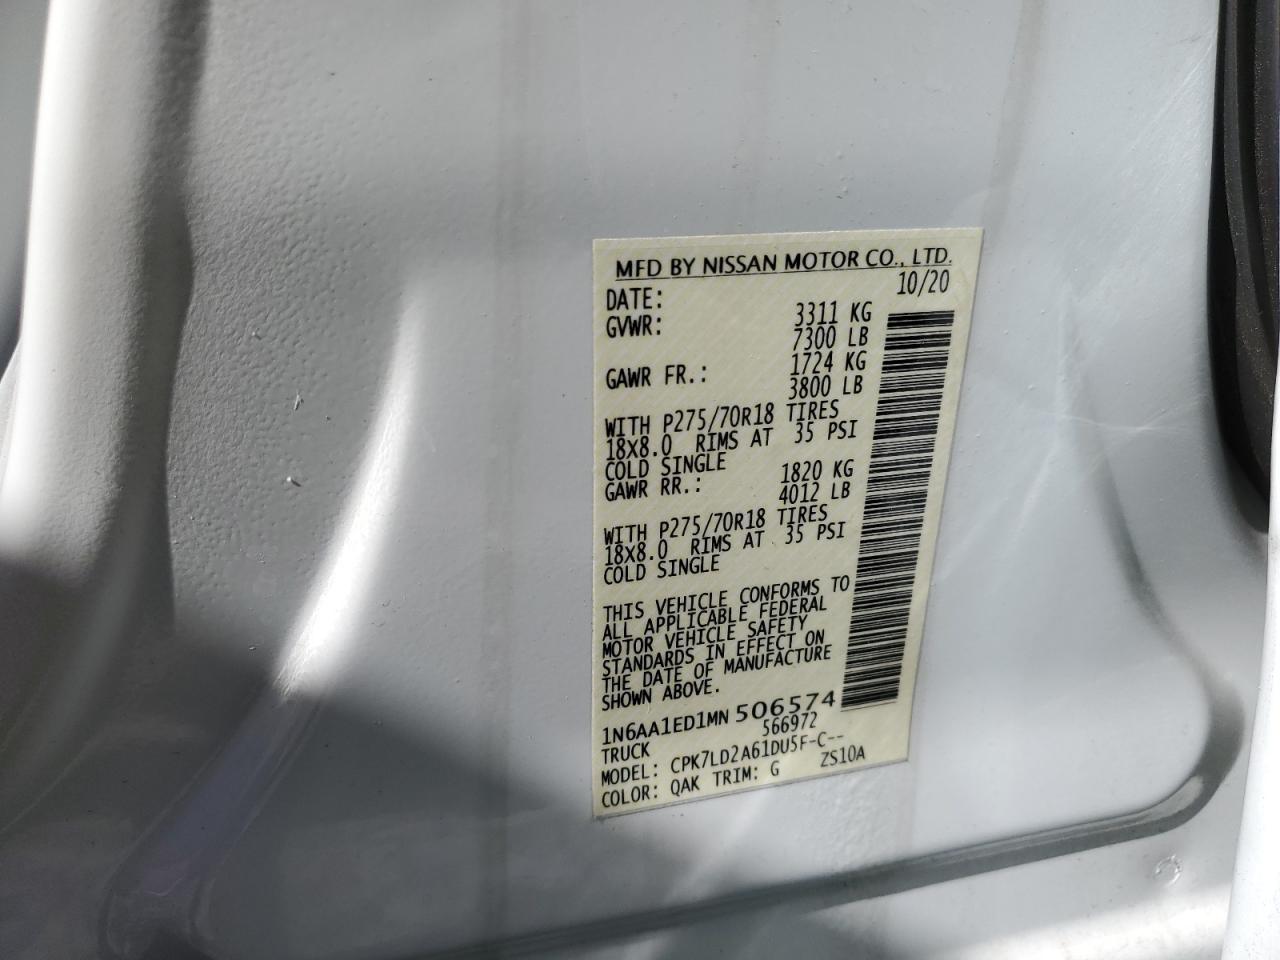 MFD BY NISSAN MOTOR CO., LTD.
DATE: 10/20
GVWR: 3311 KG
7300 LB
GAWR FR.: 1724 KG
3800 LB
WITH P275/70R18 TIRES
18X8.0 RIMS AT 35 PSI
COLD SINGLE
GAWR RR.: 1820 KG
4012 LB
WITH P275/70R18 TIRES
18X8.0 RIMS AT 35 PSI
COLD SINGLE
THIS VEHICLE CONFORMS TO
ALL APPLICABLE FEDERAL
MOTOR VEHICLE SAFETY
STANDARDS IN EFFECT ON
THE DATE OF MANUFACTURE
SHOWN ABOVE.
1N6AA1ED1MN506574
TRUCK 566972
MODEL: CPK7LD2A61DU5F-C--
COLOR: QAK TRIM: G ZS10A